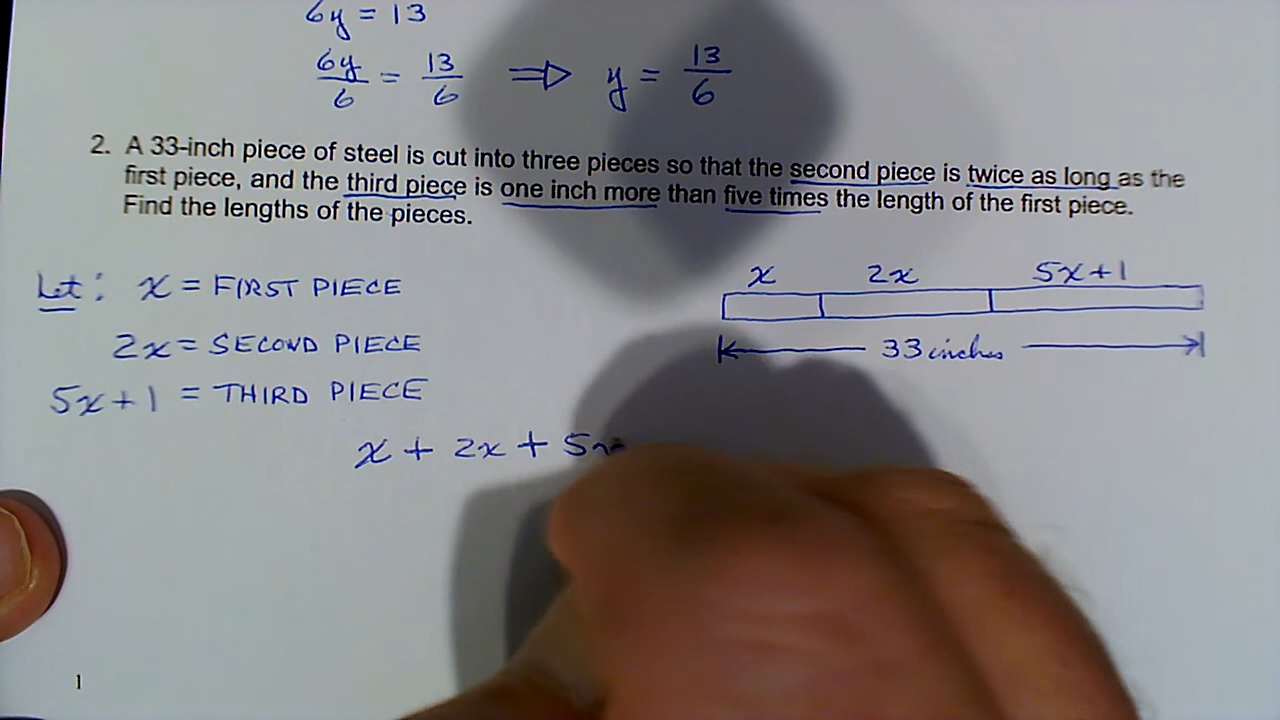 6y = 13
6y/6 = 13/6 ⇒ y = 13/6
2. A 33-inch piece of steel is cut into three pieces so that the second piece is twice as long as the
first piece, and the third piece is one inch more than five times the length of the first piece.
Find the lengths of the pieces.
Let: x = FIRST PIECE
2x = SECOND PIECE
5x+1 = THIRD PIECE
x 2x 5x+1
33 inches
x + 2x + 5x
1